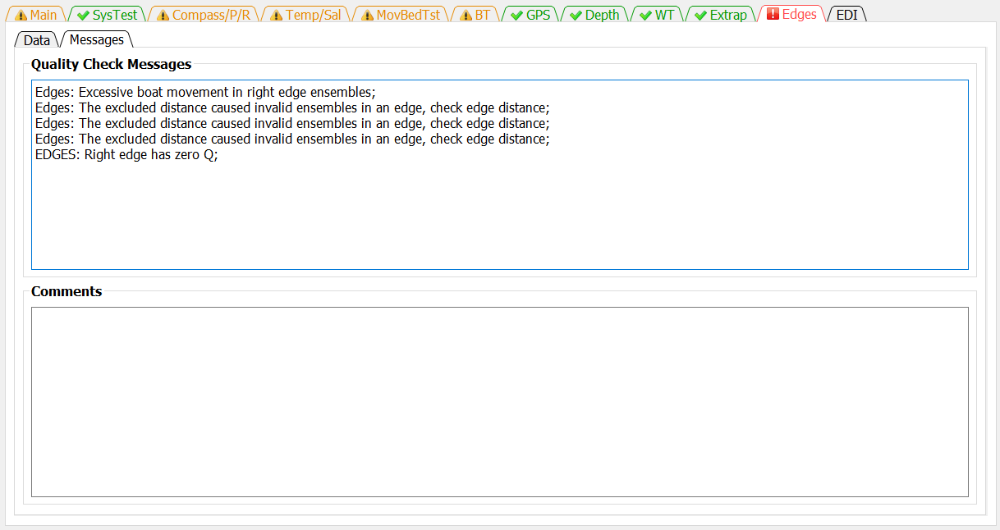 Main SysTest Compass/P/R Temp/Sal MovBedTst BT GPS Depth WT Extrap Edges EDI
Data Messages
Quality Check Messages
Edges: Excessive boat movement in right edge ensembles;
Edges: The excluded distance caused invalid ensembles in an edge, check edge distance;
Edges: The excluded distance caused invalid ensembles in an edge, check edge distance;
Edges: The excluded distance caused invalid ensembles in an edge, check edge distance;
EDGES: Right edge has zero Q;
Comments